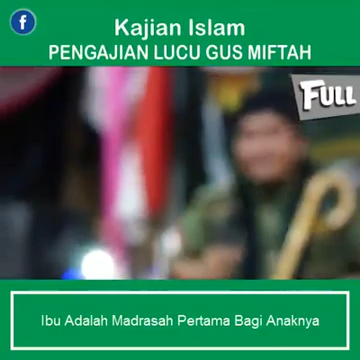 Kajian Islam
PENGAJIAN LUCU GUS MIFTAH
FULL
Ibu Adalah Madrasah Pertama Bagi Anaknya